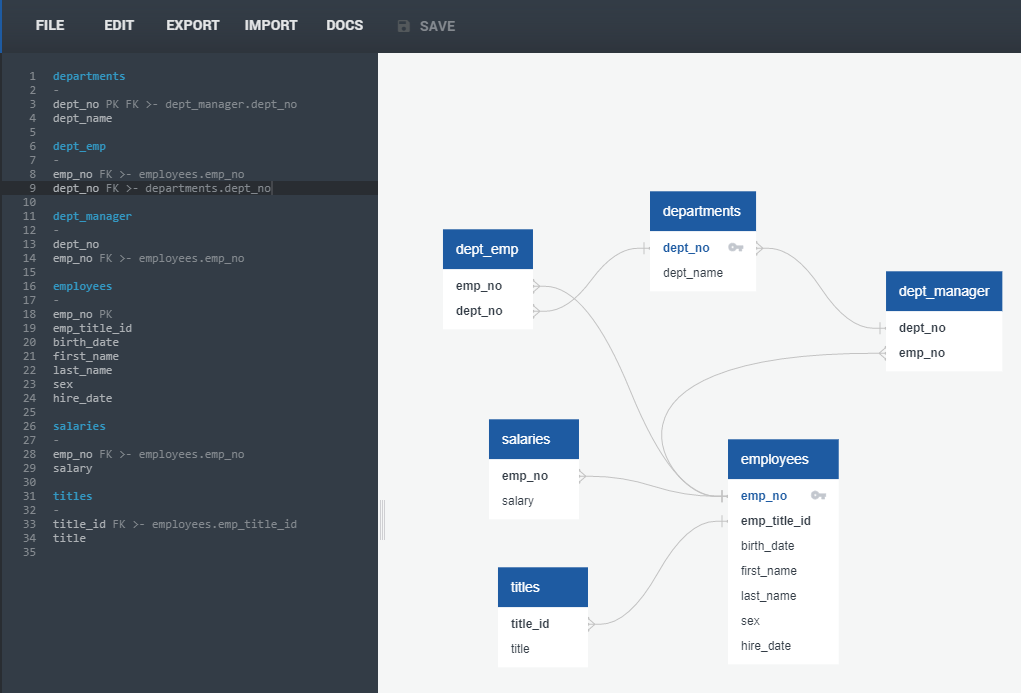 FILE EDIT EXPORT IMPORT DOCS SAVE
1 departments
2 -
3 dept_no PK FK >- dept_manager.dept_no
4 dept_name
5
6 dept_emp
7 -
8 emp_no FK >- employees.emp_no
9 dept_no FK >- departments.dept_no
10
11 dept_manager
12 -
13 dept_no
14 emp_no FK >- employees.emp_no
15
16 employees
17 -
18 emp_no PK
19 emp_title_id
20 birth_date
21 first_name
22 last_name
23 sex
24 hire_date
25
26 salaries
27 -
28 emp_no FK >- employees.emp_no
29 salary
30
31 titles
32 -
33 title_id FK >- employees.emp_title_id
34 title
35
dept_emp
emp_no
dept_no
departments
dept_no
dept_name
dept_manager
dept_no
emp_no
salaries
emp_no
salary
employees
emp_no
emp_title_id
birth_date
first_name
last_name
sex
hire_date
titles
title_id
title